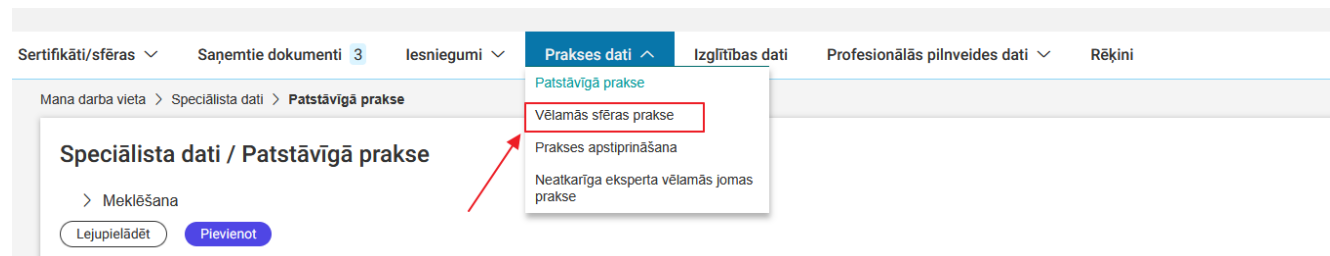 Sertifikāti/sfēras Saņemtie dokumenti 3 Iesniegumi Prakses dati Izglītības dati Profesionālās pilnveides dati Rēķini
Patstāvīgā prakse
Mana darba vieta > Speciālista dati > Patstāvīgā prakse
Vēlamās sfēras prakse
Prakses apstiprināšana
Neatkarīga eksperta vēlamās jomas
prakse
Speciālista dati / Patstāvīgā prakse
> Meklēšana
Lejupielādēt Pievienot